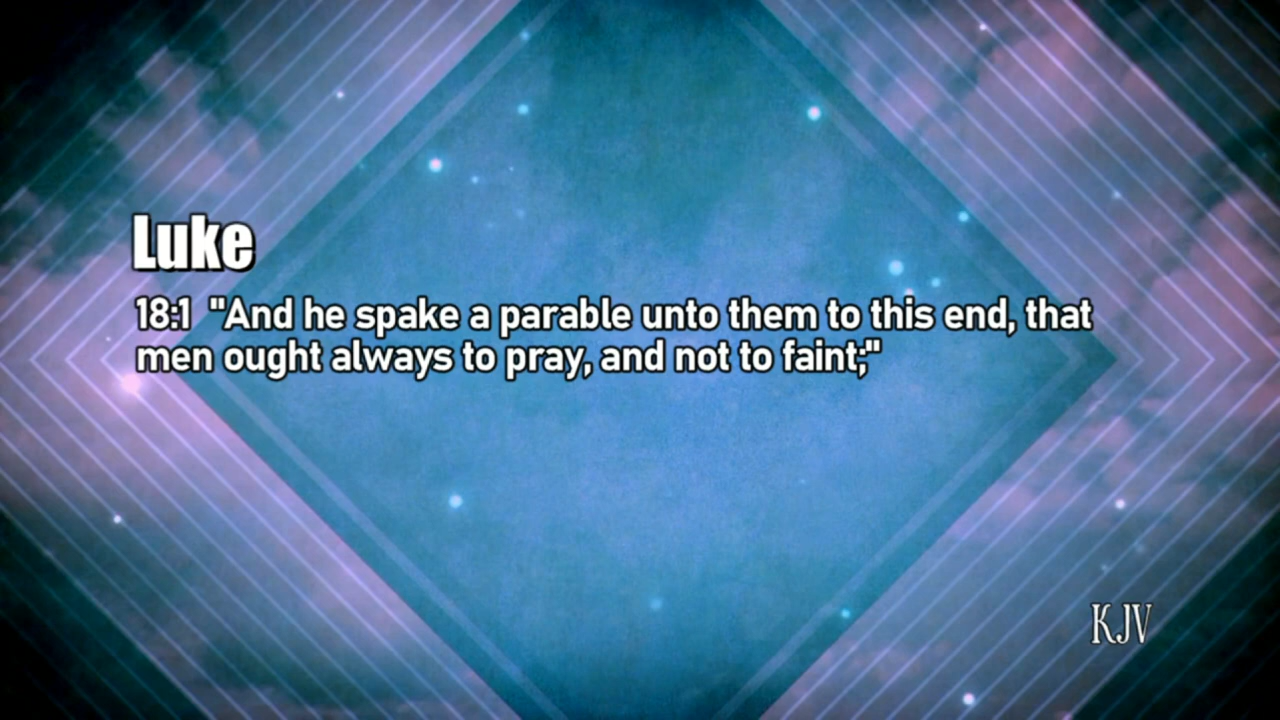 Luke
18:1 "And he spake a parable unto them to this end, that
men ought always to pray, and not to faint;"
KJV